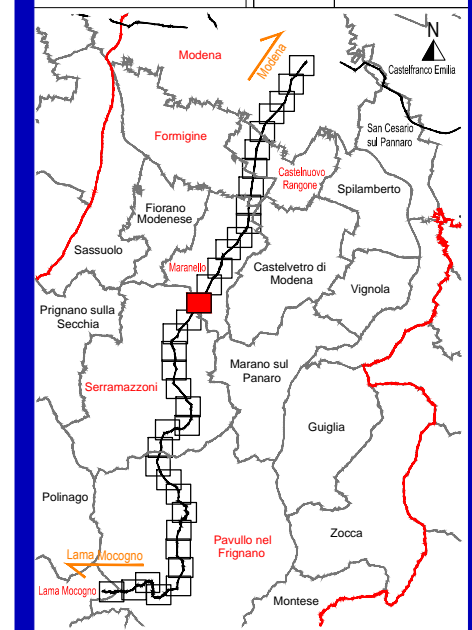 N
Modena
Modena
Castelfranco Emilia
Formigine
San Cesario
sul Pannaro
Castelnuovo
Rangone
Spilamberto
Fiorano
Modenese
Sassuolo
Maranello
Castelvetro di
Modena
Vignola
Prignano sulla
Secchia
Marano sul
Panaro
Serramazzoni
Guiglia
Polinago
Zocca
Pavullo nel
Frignano
Lama Mocogno
Lama Mocogno
Montese